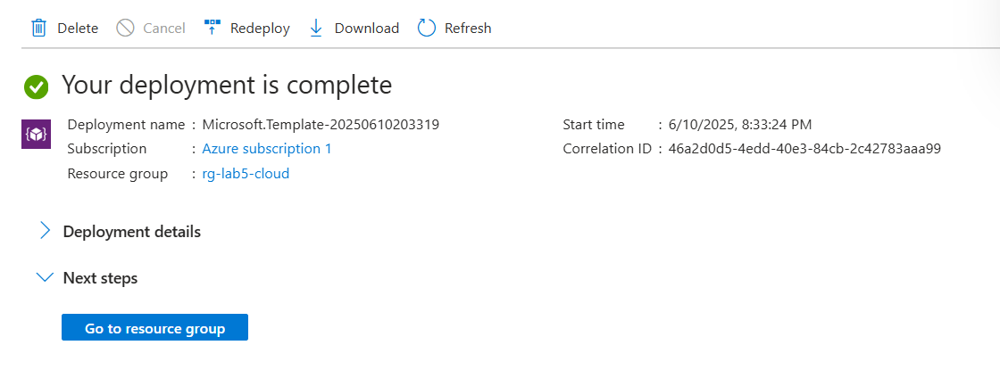 Delete Cancel Redeploy Download Refresh
Your deployment is complete
Deployment name : Microsoft.Template-20250610203319 Start time : 6/10/2025, 8:33:24 PM
Subscription : Azure subscription 1 Correlation ID : 46a2d0d5-4edd-40e3-84cb-2c42783aaa99
Resource group : rg-lab5-cloud
Deployment details
Next steps
Go to resource group